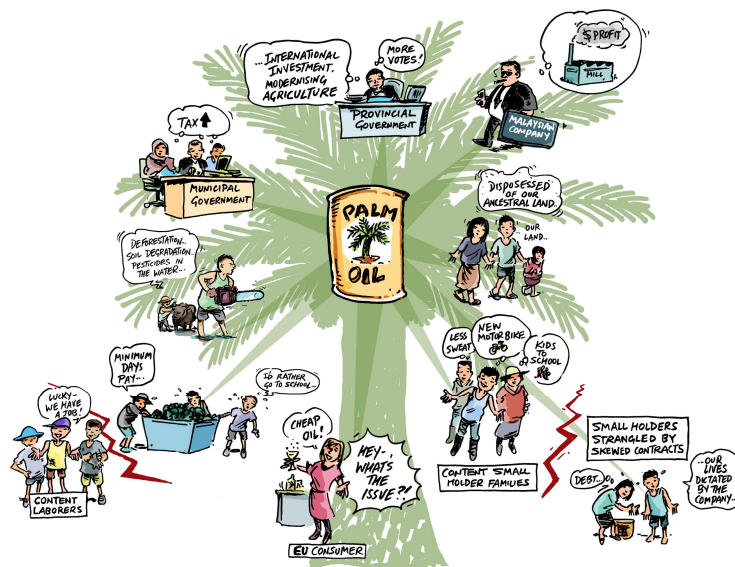 ...INTERNATIONAL
INVESTMENT,
MODERNISING
AGRICULTURE
MORE
VOTES!
PROVINCIAL
GOVERNMENT
$ PROFIT
MILL
MALAYSIAN
COMPANY
TAX
MUNICIPAL
GOVERNMENT
PALM
OIL
DISPOSESSED
OF OUR
ANCESTRAL LAND..
OUR
LAND..
DEFORESTATION..
SOIL DEGRADATION..
PESTICIDES IN
THE WATER...
MINIMUM
DAYS
PAY...
I'D RATHER
GO TO SCHOOL...
LUCKY-
WE HAVE
A JOB!
CONTENT
LABORERS
CHEAP
OIL!
HEY-
WHATS
THE
ISSUE?!
EU CONSUMER
LESS
SWEAT
NEW
MOTORBIKE
KIDS
TO
SCHOOL
CONTENT SMALL
HOLDER FAMILIES
SMALL HOLDERS
STRANGLED BY
SKEWED CONTRACTS
DEBT...
...OUR
LIVES
DICTATED
BY THE
COMPANY...